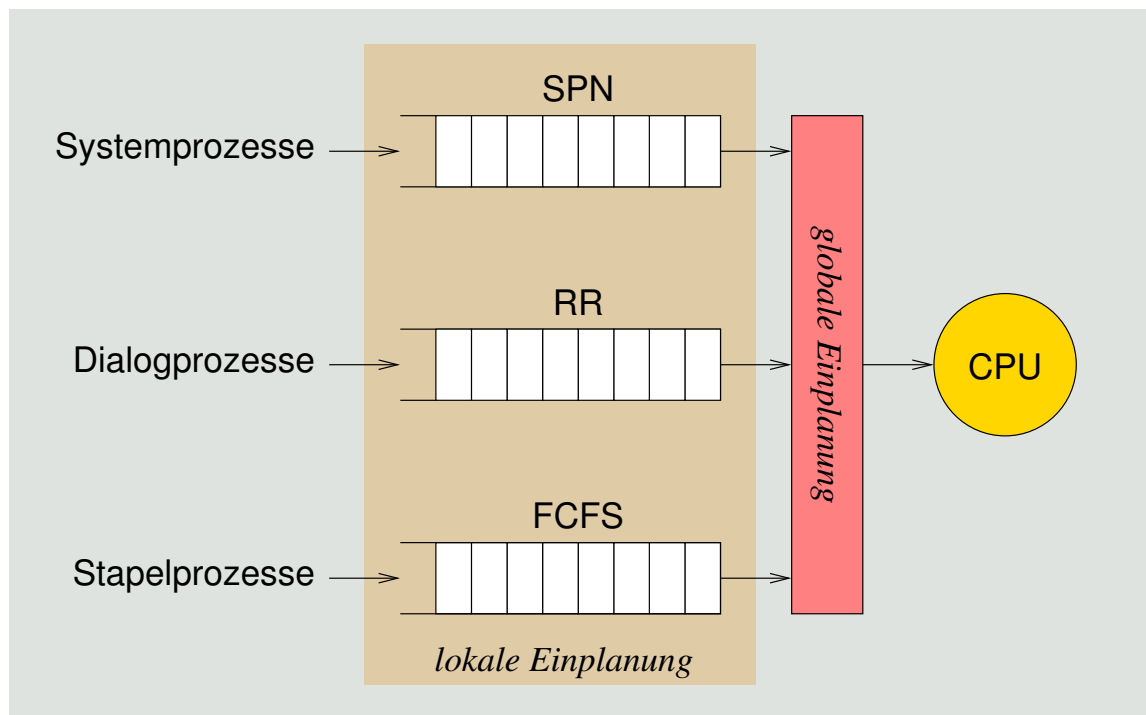 SPN
Systemprozesse
RR
Dialogprozesse
FCFS
Stapelprozesse
lokale Einplanung
globale Einplanung
CPU